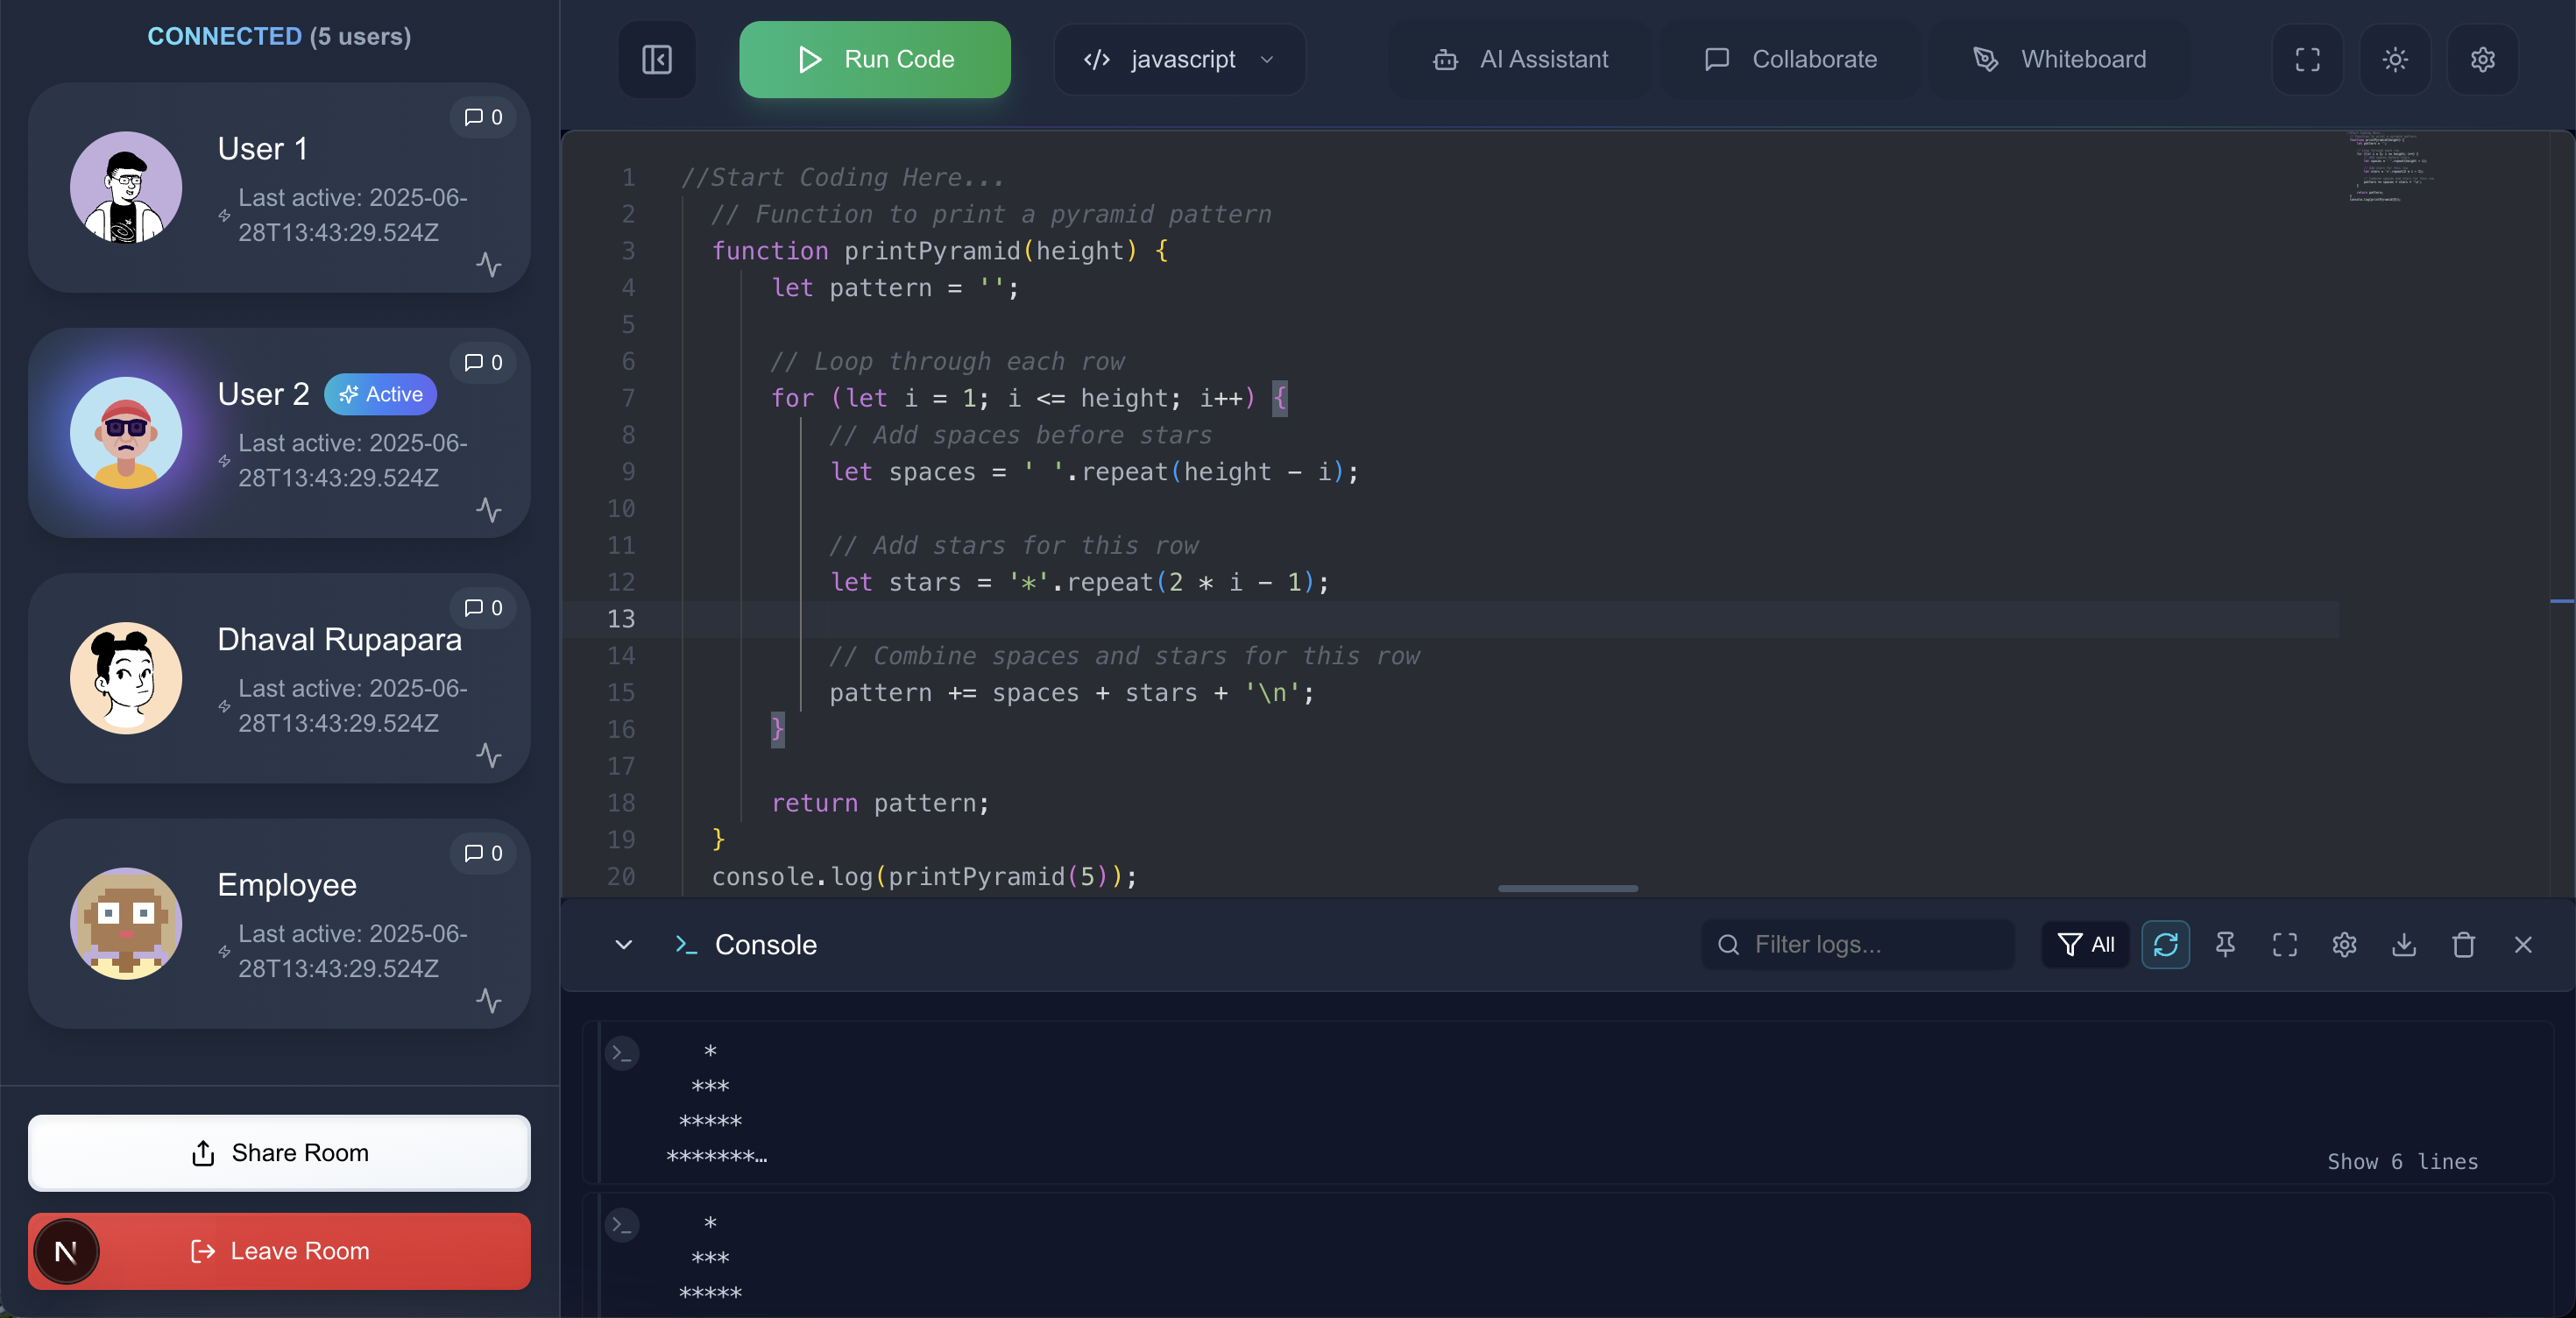 CONNECTED (5 users)
0
User 1
Last active: 2025-06-
28T13:43:29.524Z
0
User 2
Active
Last active: 2025-06-
28T13:43:29.524Z
0
Dhaval Rupapara
Last active: 2025-06-
28T13:43:29.524Z
0
Employee
Last active: 2025-06-
28T13:43:29.524Z
Share Room
N
Leave Room
Run Code
</> javascript
AI Assistant
Collaborate
Whiteboard
1 //Start Coding Here...
2 // Function to print a pyramid pattern
3 function printPyramid(height) {
4 let pattern = '';
5
6 // Loop through each row
7 for (let i = 1; i <= height; i++) {
8 // Add spaces before stars
9 let spaces = ' '.repeat(height - i);
10
11 // Add stars for this row
12 let stars = '*'.repeat(2 * i - 1);
13
14 // Combine spaces and stars for this row
15 pattern += spaces + stars + '\n';
16 }
17
18 return pattern;
19 }
20 console.log(printPyramid(5));
Console
Filter logs...
All
*
***
*****
*******…
Show 6 lines
*
***
*****